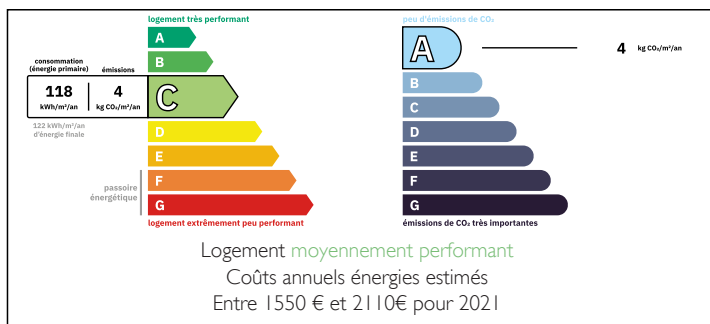 logement très performant
A
B
consommation
(énergie primaire)
émissions
118
kWh/m²/an
4
kg CO₂/m²/an
C
122 kWh/m²/an
d'énergie finale
D
E
F
G
passoire
énergétique
logement extrêmement peu performant
peu d'émissions de CO₂
A
4 kg CO₂/m²/an
B
C
D
E
F
G
émissions de CO₂ très importantes
Logement moyennement performant
Coûts annuels énergies estimés
Entre 1550 € et 2110€ pour 2021